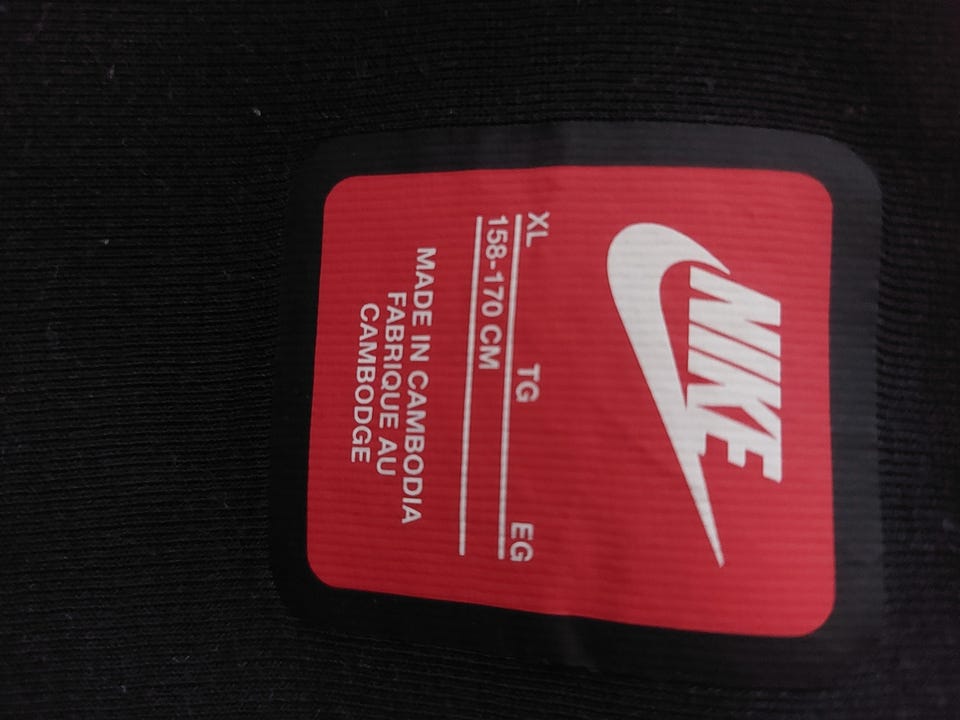 NIKE
XL TG EG
158-170 CM
MADE IN CAMBODIA
FABRIQUE AU
CAMBODGE